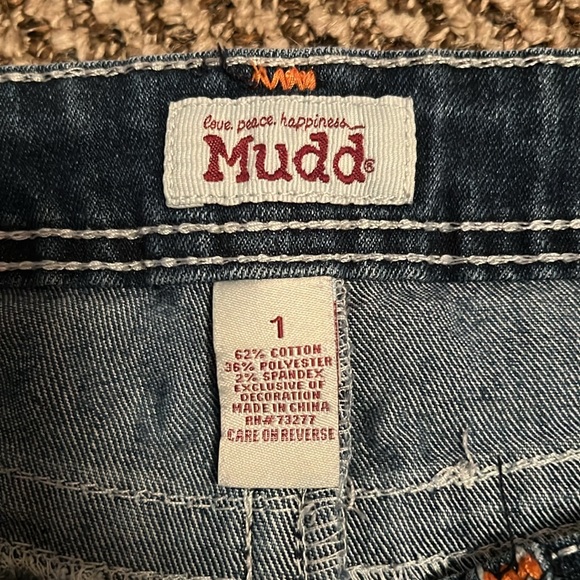 love. peace. happiness
Mudd®
1
62% COTTON
36% POLYESTER
2% SPANDEX
EXCLUSIVE OF
DECORATION
MADE IN CHINA
RN# 73277
CARE ON REVERSE